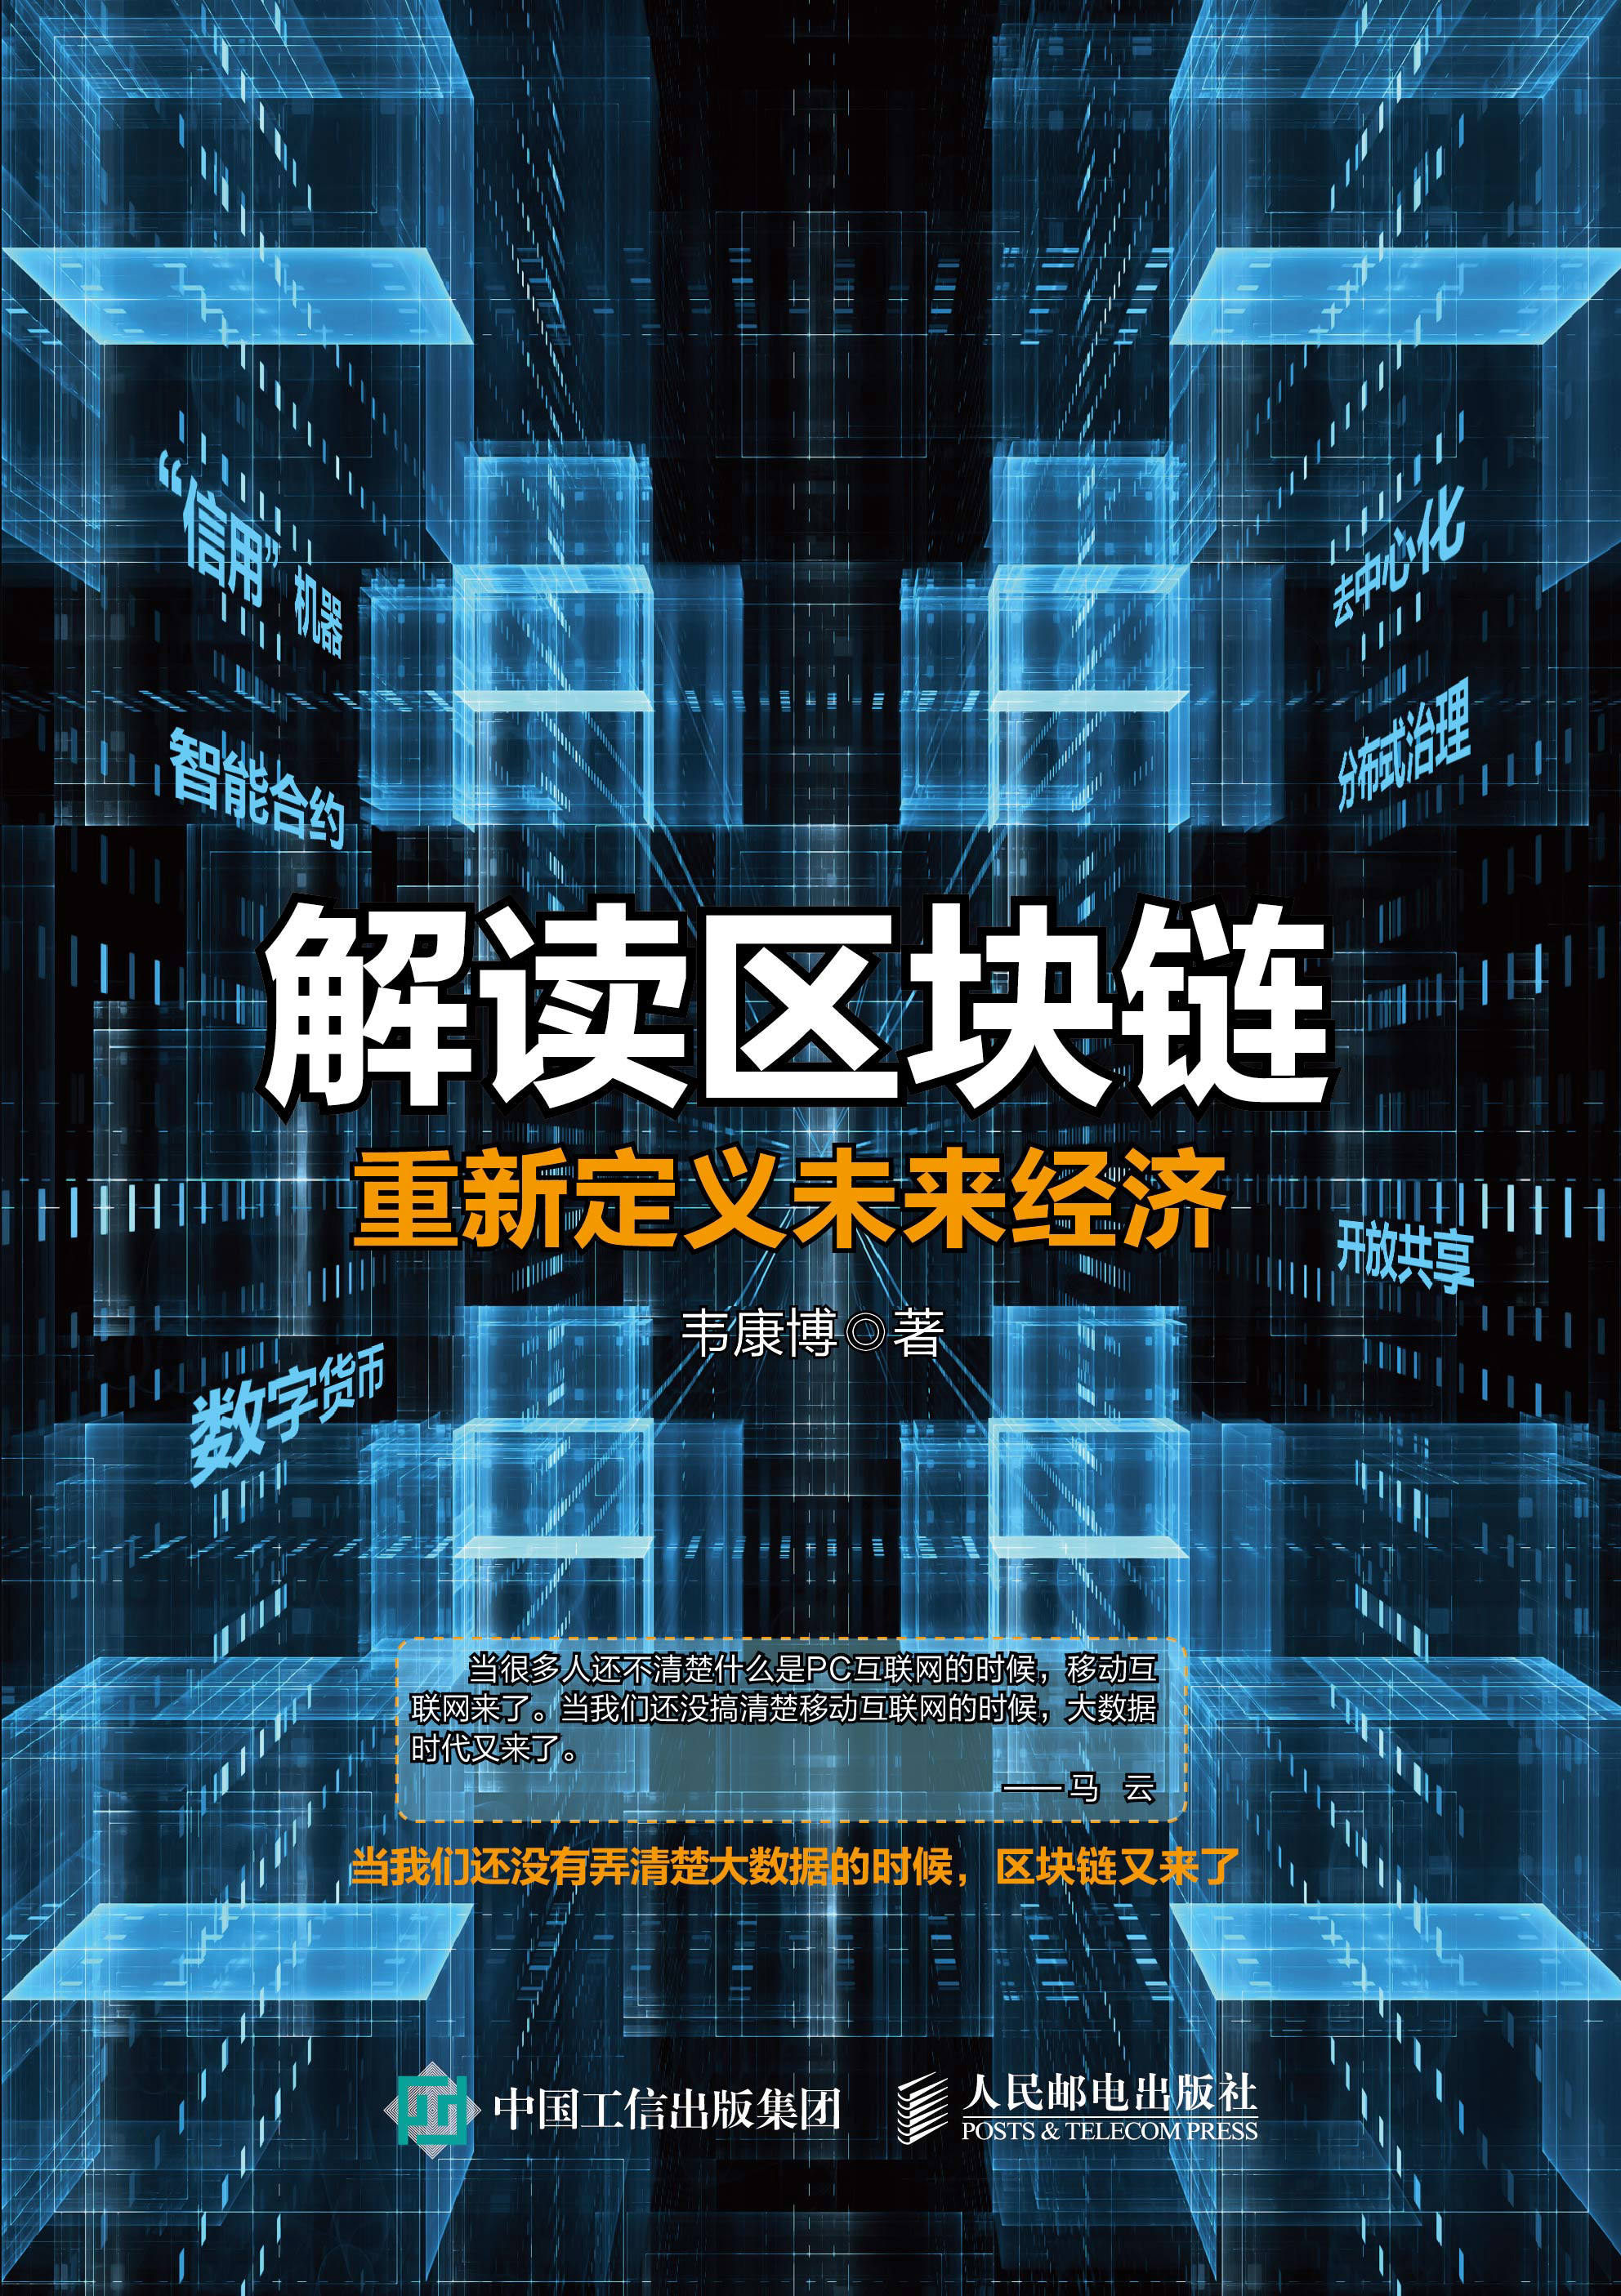 “信用”机器
去中心化
分布式治理
智能合约
解读区块链
重新定义未来经济
开放共享
韦康博◎著
数字货币
当很多人还不清楚什么是PC互联网的时候，移动互
联网来了。当我们还没搞清楚移动互联网的时候，大数据
时代又来了。
——马 云
当我们还没有弄清楚大数据的时候，区块链又来了
中国工信出版集团
人民邮电出版社
POSTS & TELECOM PRESS